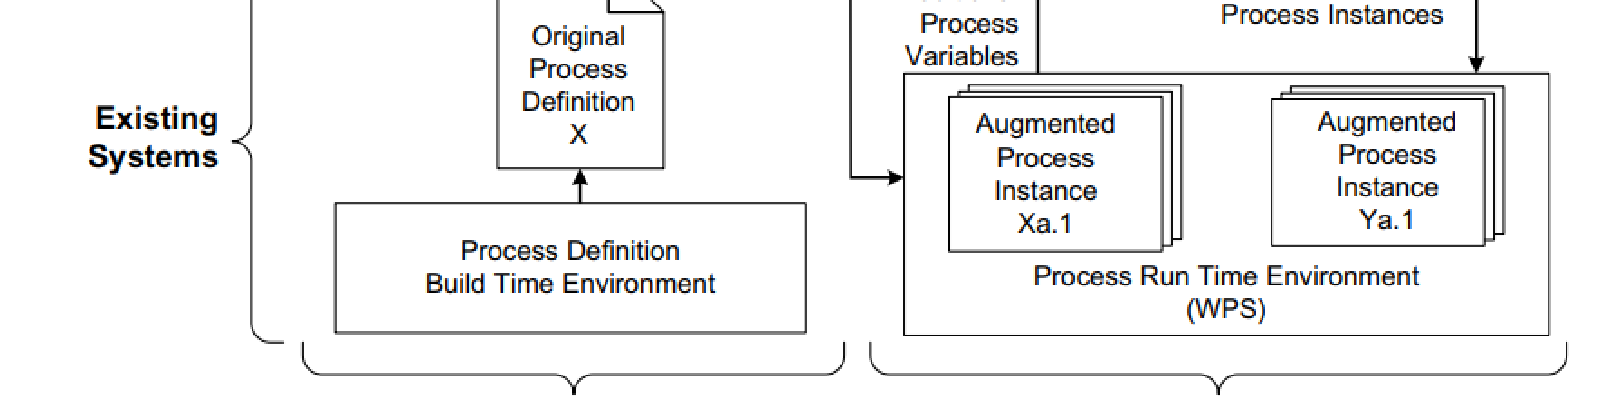 Existing
Systems
Original
Process
Definition
X
Process Definition
Build Time Environment
Process
Variables
Process Instances
Augmented
Process
Instance
Xa.1
Augmented
Process
Instance
Ya.1
Process Run Time Environment
(WPS)